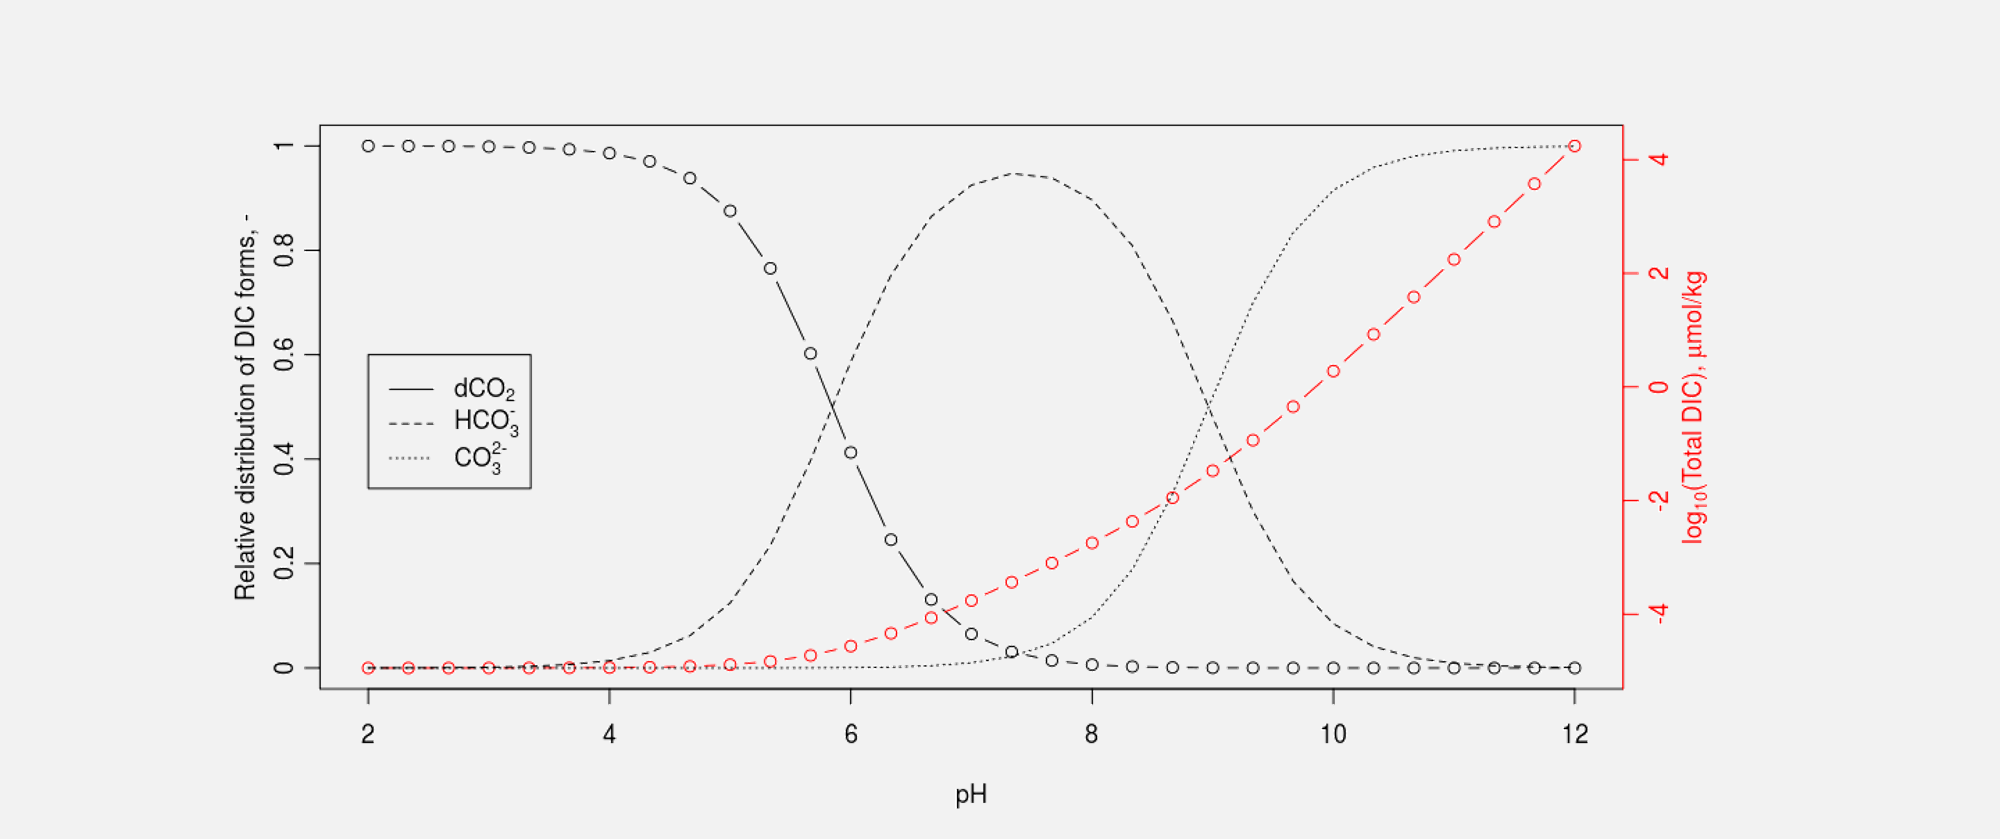 Relative distribution of DIC forms, -
1
0.8
0.6
0.4
0.2
0
dCO₂
HCO₃⁻
CO₃²⁻
4
2
0
-2
-4
log₁₀(Total DIC), μmol/kg
2 4 6 8 10 12
pH